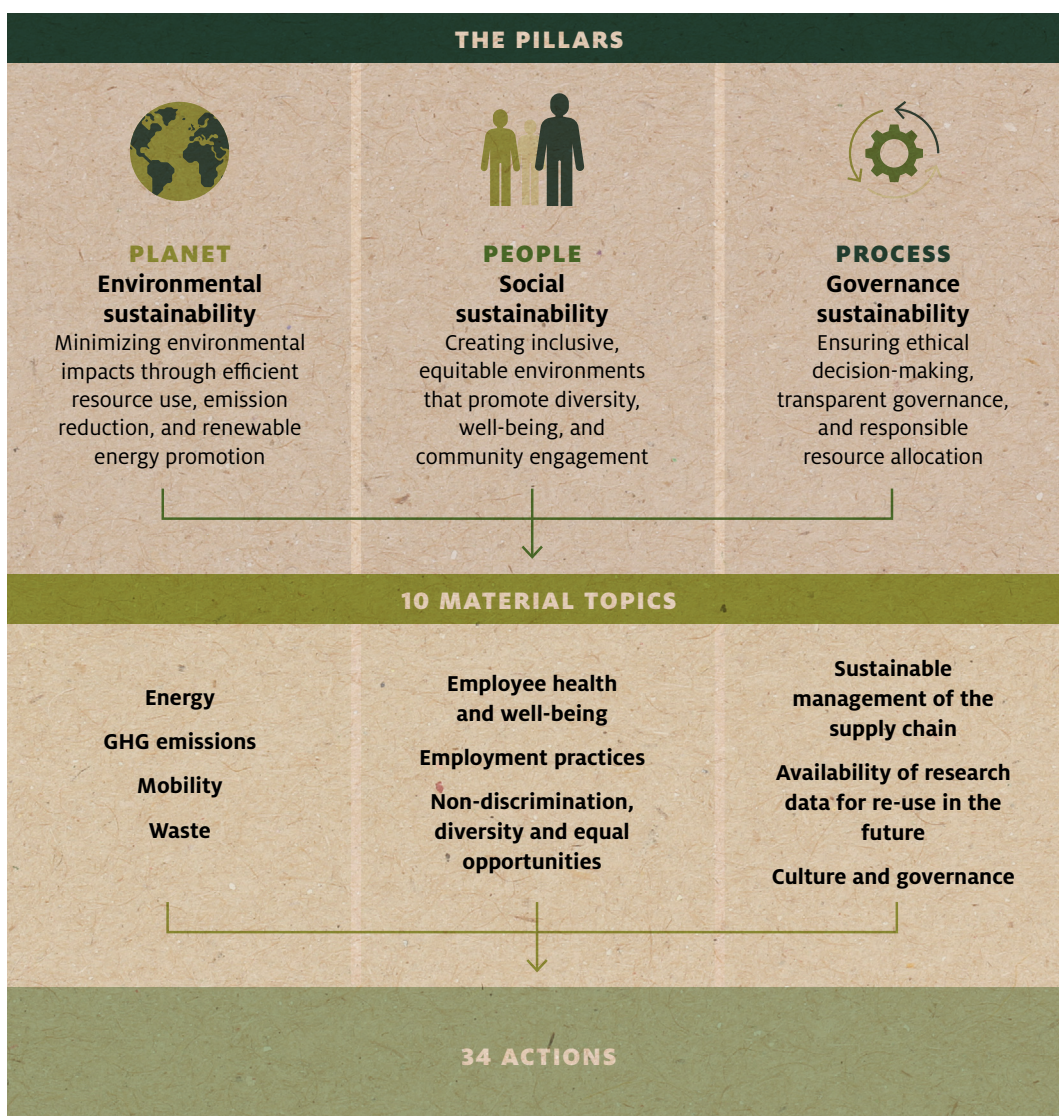 THE PILLARS
PLANET
Environmental
sustainability
Minimizing environmental
impacts through efficient
resource use, emission
reduction, and renewable
energy promotion
PEOPLE
Social
sustainability
Creating inclusive,
equitable environments
that promote diversity,
well-being, and
community engagement
PROCESS
Governance
sustainability
Ensuring ethical
decision-making,
transparent governance,
and responsible
resource allocation
10 MATERIAL TOPICS
Energy
GHG emissions
Mobility
Waste
Employee health
and well-being
Employment practices
Non-discrimination,
diversity and equal
opportunities
Sustainable
management of the
supply chain
Availability of research
data for re-use in the
future
Culture and governance
34 ACTIONS